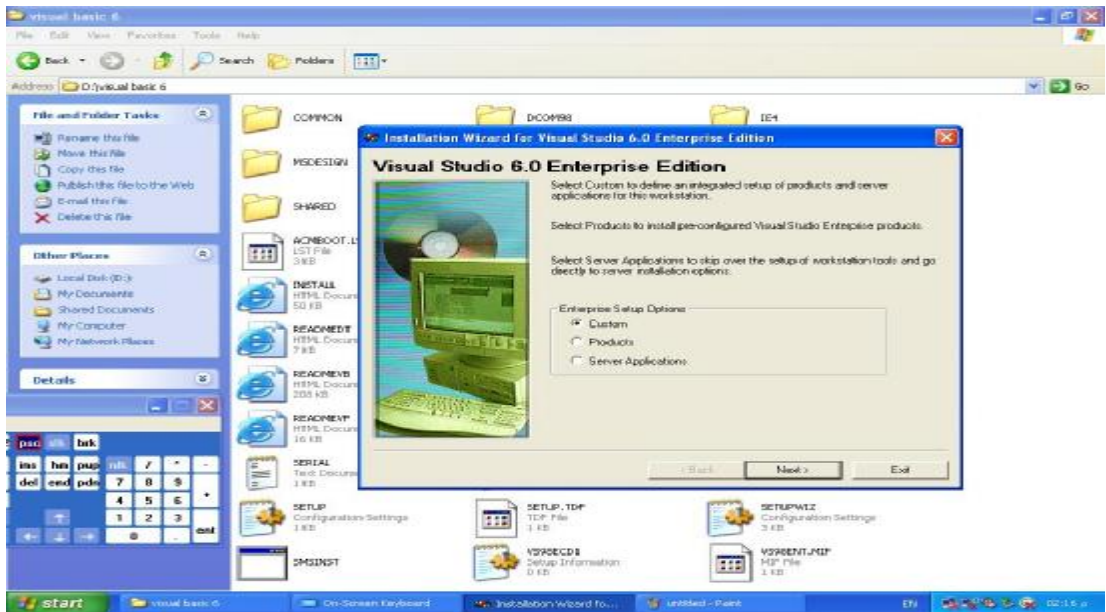 visual basic 6
File Edit View Favorites Tools Help
Back Search Folders
Address D:\visual basic 6 Go
File and Folder Tasks
Rename this file
Move this file
Copy this file
Publish this file to the Web
E-mail this file
Delete this file
Other Places
Local Disk (D:)
My Documents
Shared Documents
My Computer
My Network Places
Details
COMMON
DCOM98
IE4
MSDESIGN
SHARED
ACMBOOT.LS
LST File
3 KB
INSTALL
HTML Docum
50 KB
READMEDT
HTML Docum
7 KB
READMEVB
HTML Docum
208 KB
HTML Docum
16 KB
SERIAL
Text Docum
1 KB
SETUP
Configuration Settings
1 KB
SETUP.TDF
TDF File
1 KB
SETUPWIZ
Configuration Settings
3 KB
SMSINST
Setup Information
0 KB
VS98ENT.MIF
MIF File
1 KB
Installation Wizard for Visual Studio 6.0 Enterprise Edition
Visual Studio 6.0 Enterprise Edition
Select Custom to define an integrated setup of products and server
applications for this workstation.
Select Products to install pre-configured Visual Studio Enterprise products.
Select Server Applications to skip over the setup of workstation tools and go
directly to server installation options.
Enterprise Setup Options
Custom
Products
Server Applications
< Back Next > Exit
psc slk brk
ins hm pup nlk / * -
del end pdn 7 8 9 +
4 5 6
1 2 3 ent
0 .
start visual basic 6 On-Screen Keyboard Installation Wizard fo... untitled - Paint EN 02:16